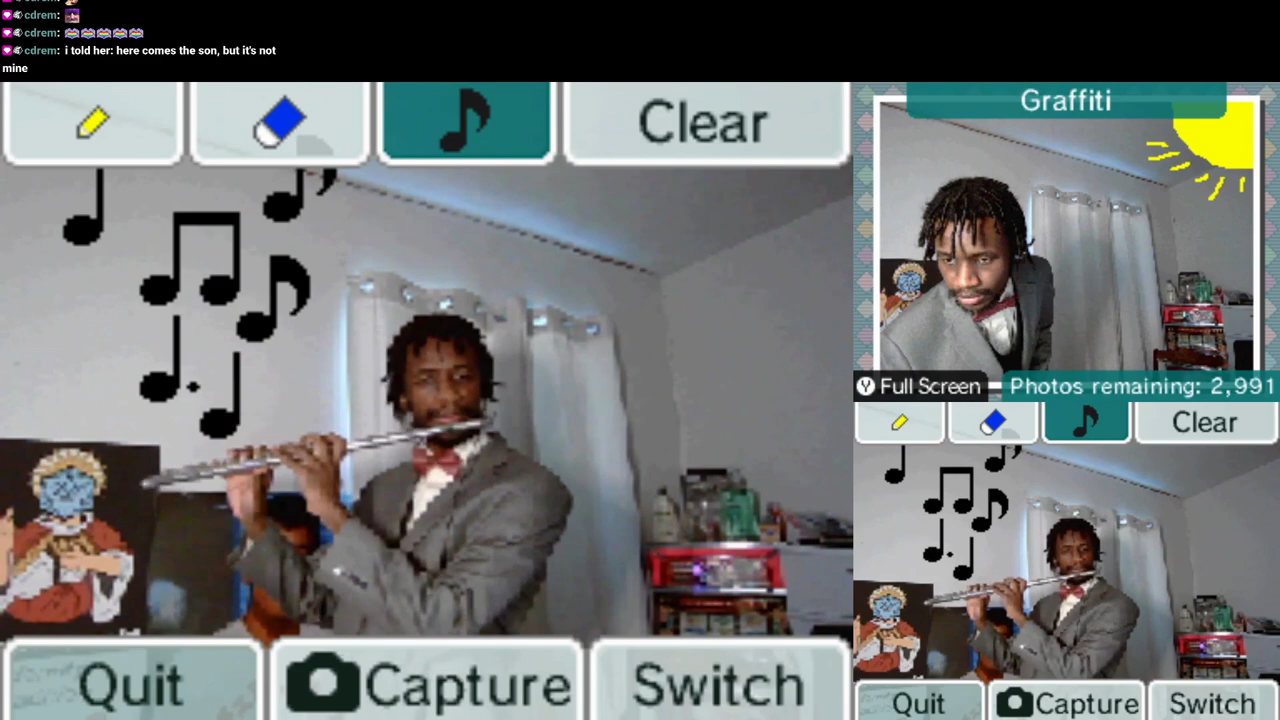 cdrem:
cdrem:
cdrem: i told her: here comes the son, but it's not
mine
Clear
Graffiti
Y Full Screen
Photos remaining: 2,991
Clear
Quit
Capture
Switch
Quit
Capture
Switch